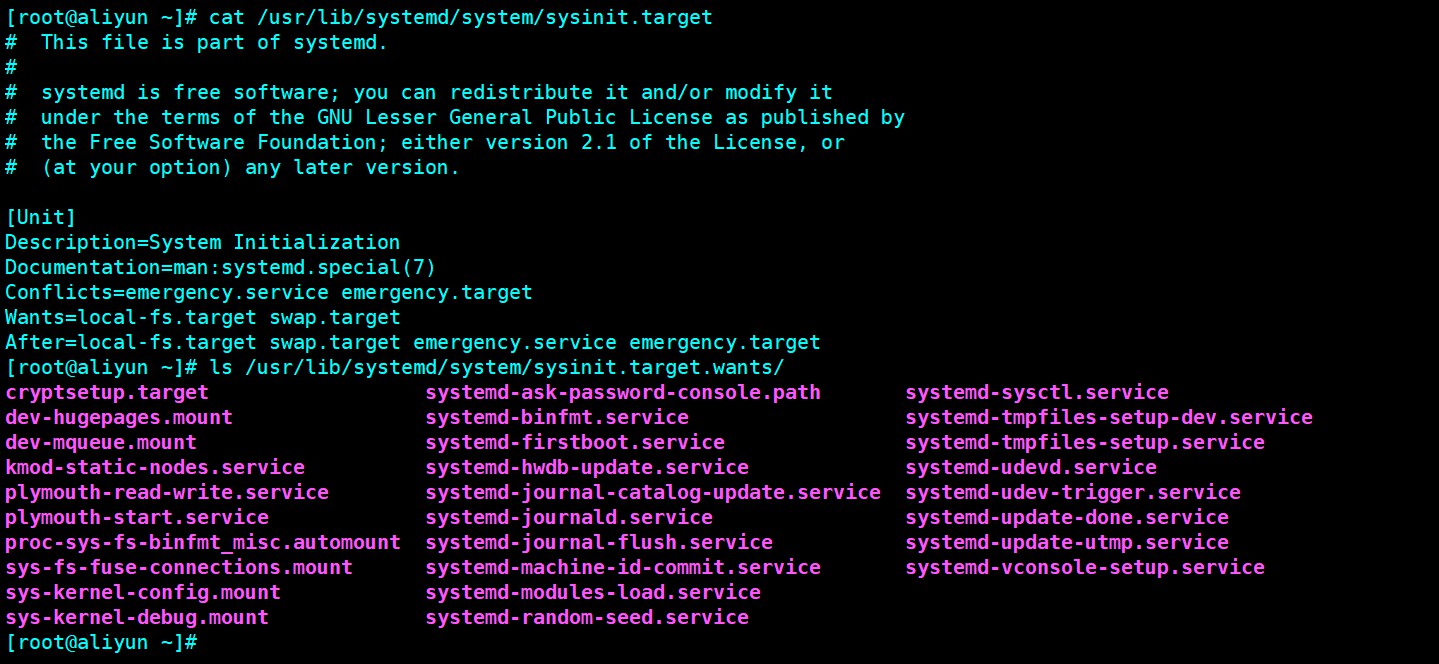 [root@aliyun ~]# cat /usr/lib/systemd/system/sysinit.target
#  This file is part of systemd.
#
#  systemd is free software; you can redistribute it and/or modify it
#  under the terms of the GNU Lesser General Public License as published by
#  the Free Software Foundation; either version 2.1 of the License, or
#  (at your option) any later version.

[Unit]
Description=System Initialization
Documentation=man:systemd.special(7)
Conflicts=emergency.service emergency.target
Wants=local-fs.target swap.target
After=local-fs.target swap.target emergency.service emergency.target
[root@aliyun ~]# ls /usr/lib/systemd/system/sysinit.target.wants/
cryptsetup.target                  systemd-ask-password-console.path       systemd-sysctl.service
dev-hugepages.mount                systemd-binfmt.service                  systemd-tmpfiles-setup-dev.service
dev-mqueue.mount                   systemd-firstboot.service               systemd-tmpfiles-setup.service
kmod-static-nodes.service          systemd-hwdb-update.service             systemd-udevd.service
plymouth-read-write.service        systemd-journal-catalog-update.service  systemd-udev-trigger.service
plymouth-start.service             systemd-journald.service                systemd-update-done.service
proc-sys-fs-binfmt_misc.automount  systemd-journal-flush.service           systemd-update-utmp.service
sys-fs-fuse-connections.mount      systemd-machine-id-commit.service       systemd-vconsole-setup.service
sys-kernel-config.mount            systemd-modules-load.service
sys-kernel-debug.mount             systemd-random-seed.service
[root@aliyun ~]#